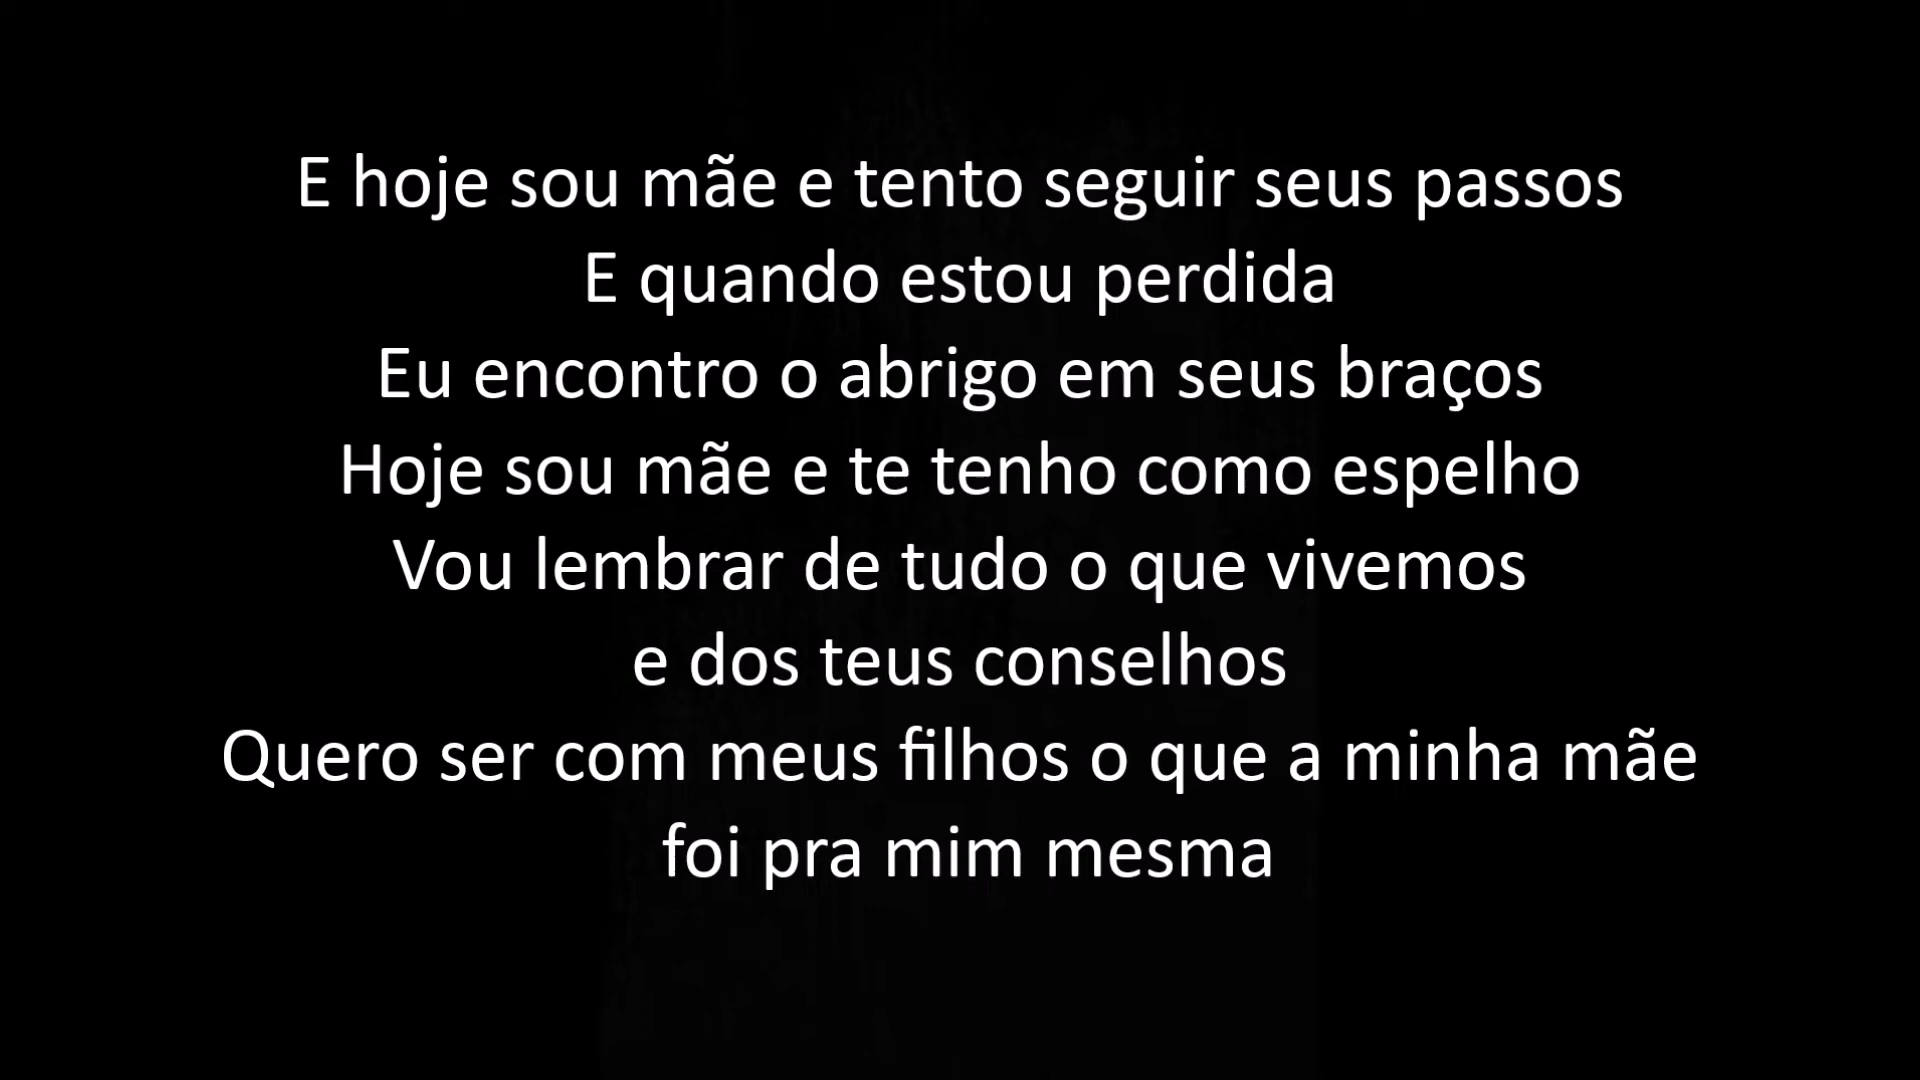 E hoje sou mãe e tento seguir seus passos
E quando estou perdida
Eu encontro o abrigo em seus braços
Hoje sou mãe e te tenho como espelho
Vou lembrar de tudo o que vivemos
e dos teus conselhos
Quero ser com meus filhos o que a minha mãe
foi pra mim mesma